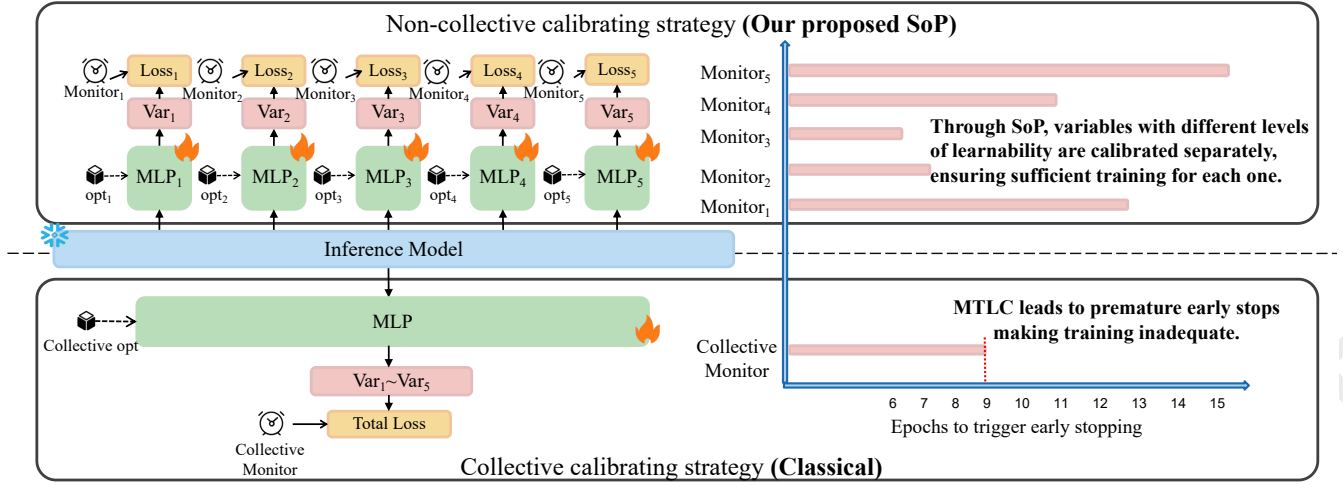 Non-collective calibrating strategy (Our proposed SoP)
Loss1 Loss2 Loss3 Loss4 Loss5
Monitor1 Monitor2 Monitor3 Monitor4 Monitor5
Var1 Var2 Var3 Var4 Var5
MLP1 MLP2 MLP3 MLP4 MLP5
opt1 opt2 opt3 opt4 opt5
Monitor5
Monitor4
Monitor3
Monitor2
Monitor1
Through SoP, variables with different levels
of learnability are calibrated separately,
ensuring sufficient training for each one.
Inference Model
MLP
Collective opt
Var1~Var5
Total Loss
Collective
Monitor
MTLC leads to premature early stops
making training inadequate.
Collective
Monitor
6 7 8 9 10 11 12 13 14 15
Epochs to trigger early stopping
Collective calibrating strategy (Classical)